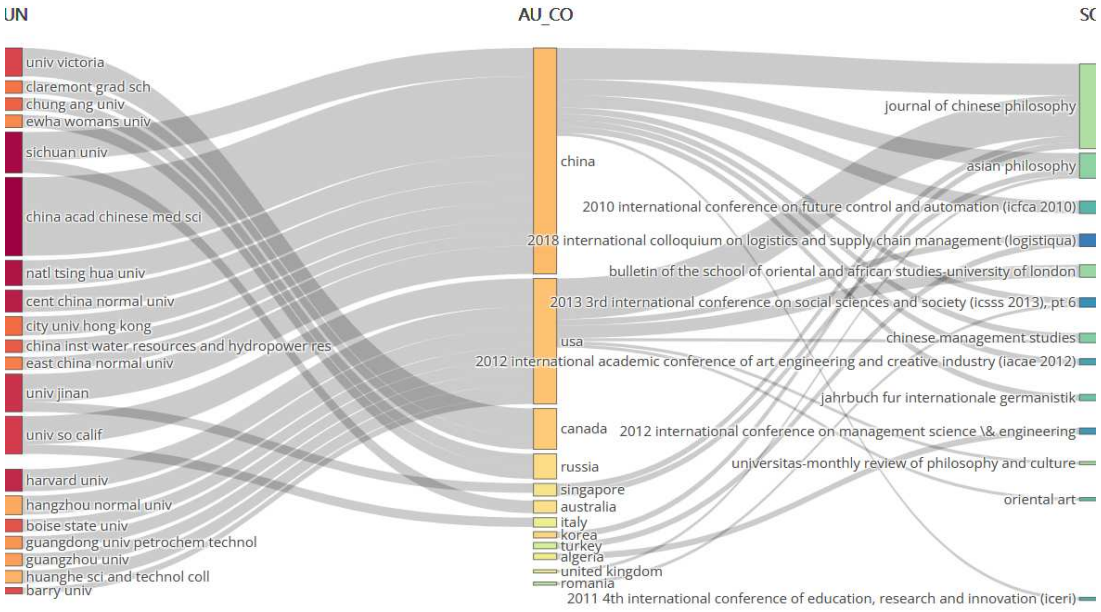 UN
AU_CO
univ victoria
claremont grad sch
chung ang univ
ewha womans univ
sichuan univ
china acad chinese med sci
natl tsing hua univ
cent china normal univ
city univ hong kong
china inst water resources and hydropower res
east china normal univ
univ jinan
univ so calif
harvard univ
hangzhou normal univ
boise state univ
guangdong univ petrochem technol
guangzhou univ
huanghe sci and technol coll
barry univ
china
usa
canada
russia
singapore
australia
italy
korea
turkey
algeria
united kingdom
romania
journal of chinese philosophy
asian philosophy
2010 international conference on future control and automation (icfca 2010)
2018 international colloquium on logistics and supply chain management (logistiqua)
bulletin of the school of oriental and african studies-university of london
2013 3rd international conference on social sciences and society (icsss 2013), pt 6
chinese management studies
2012 international academic conference of art engineering and creative industry (iacae 2012)
jahrbuch fur internationale germanistik
2012 international conference on management science \& engineering
universitas-monthly review of philosophy and culture
oriental art
2011 4th international conference of education, research and innovation (iceri)